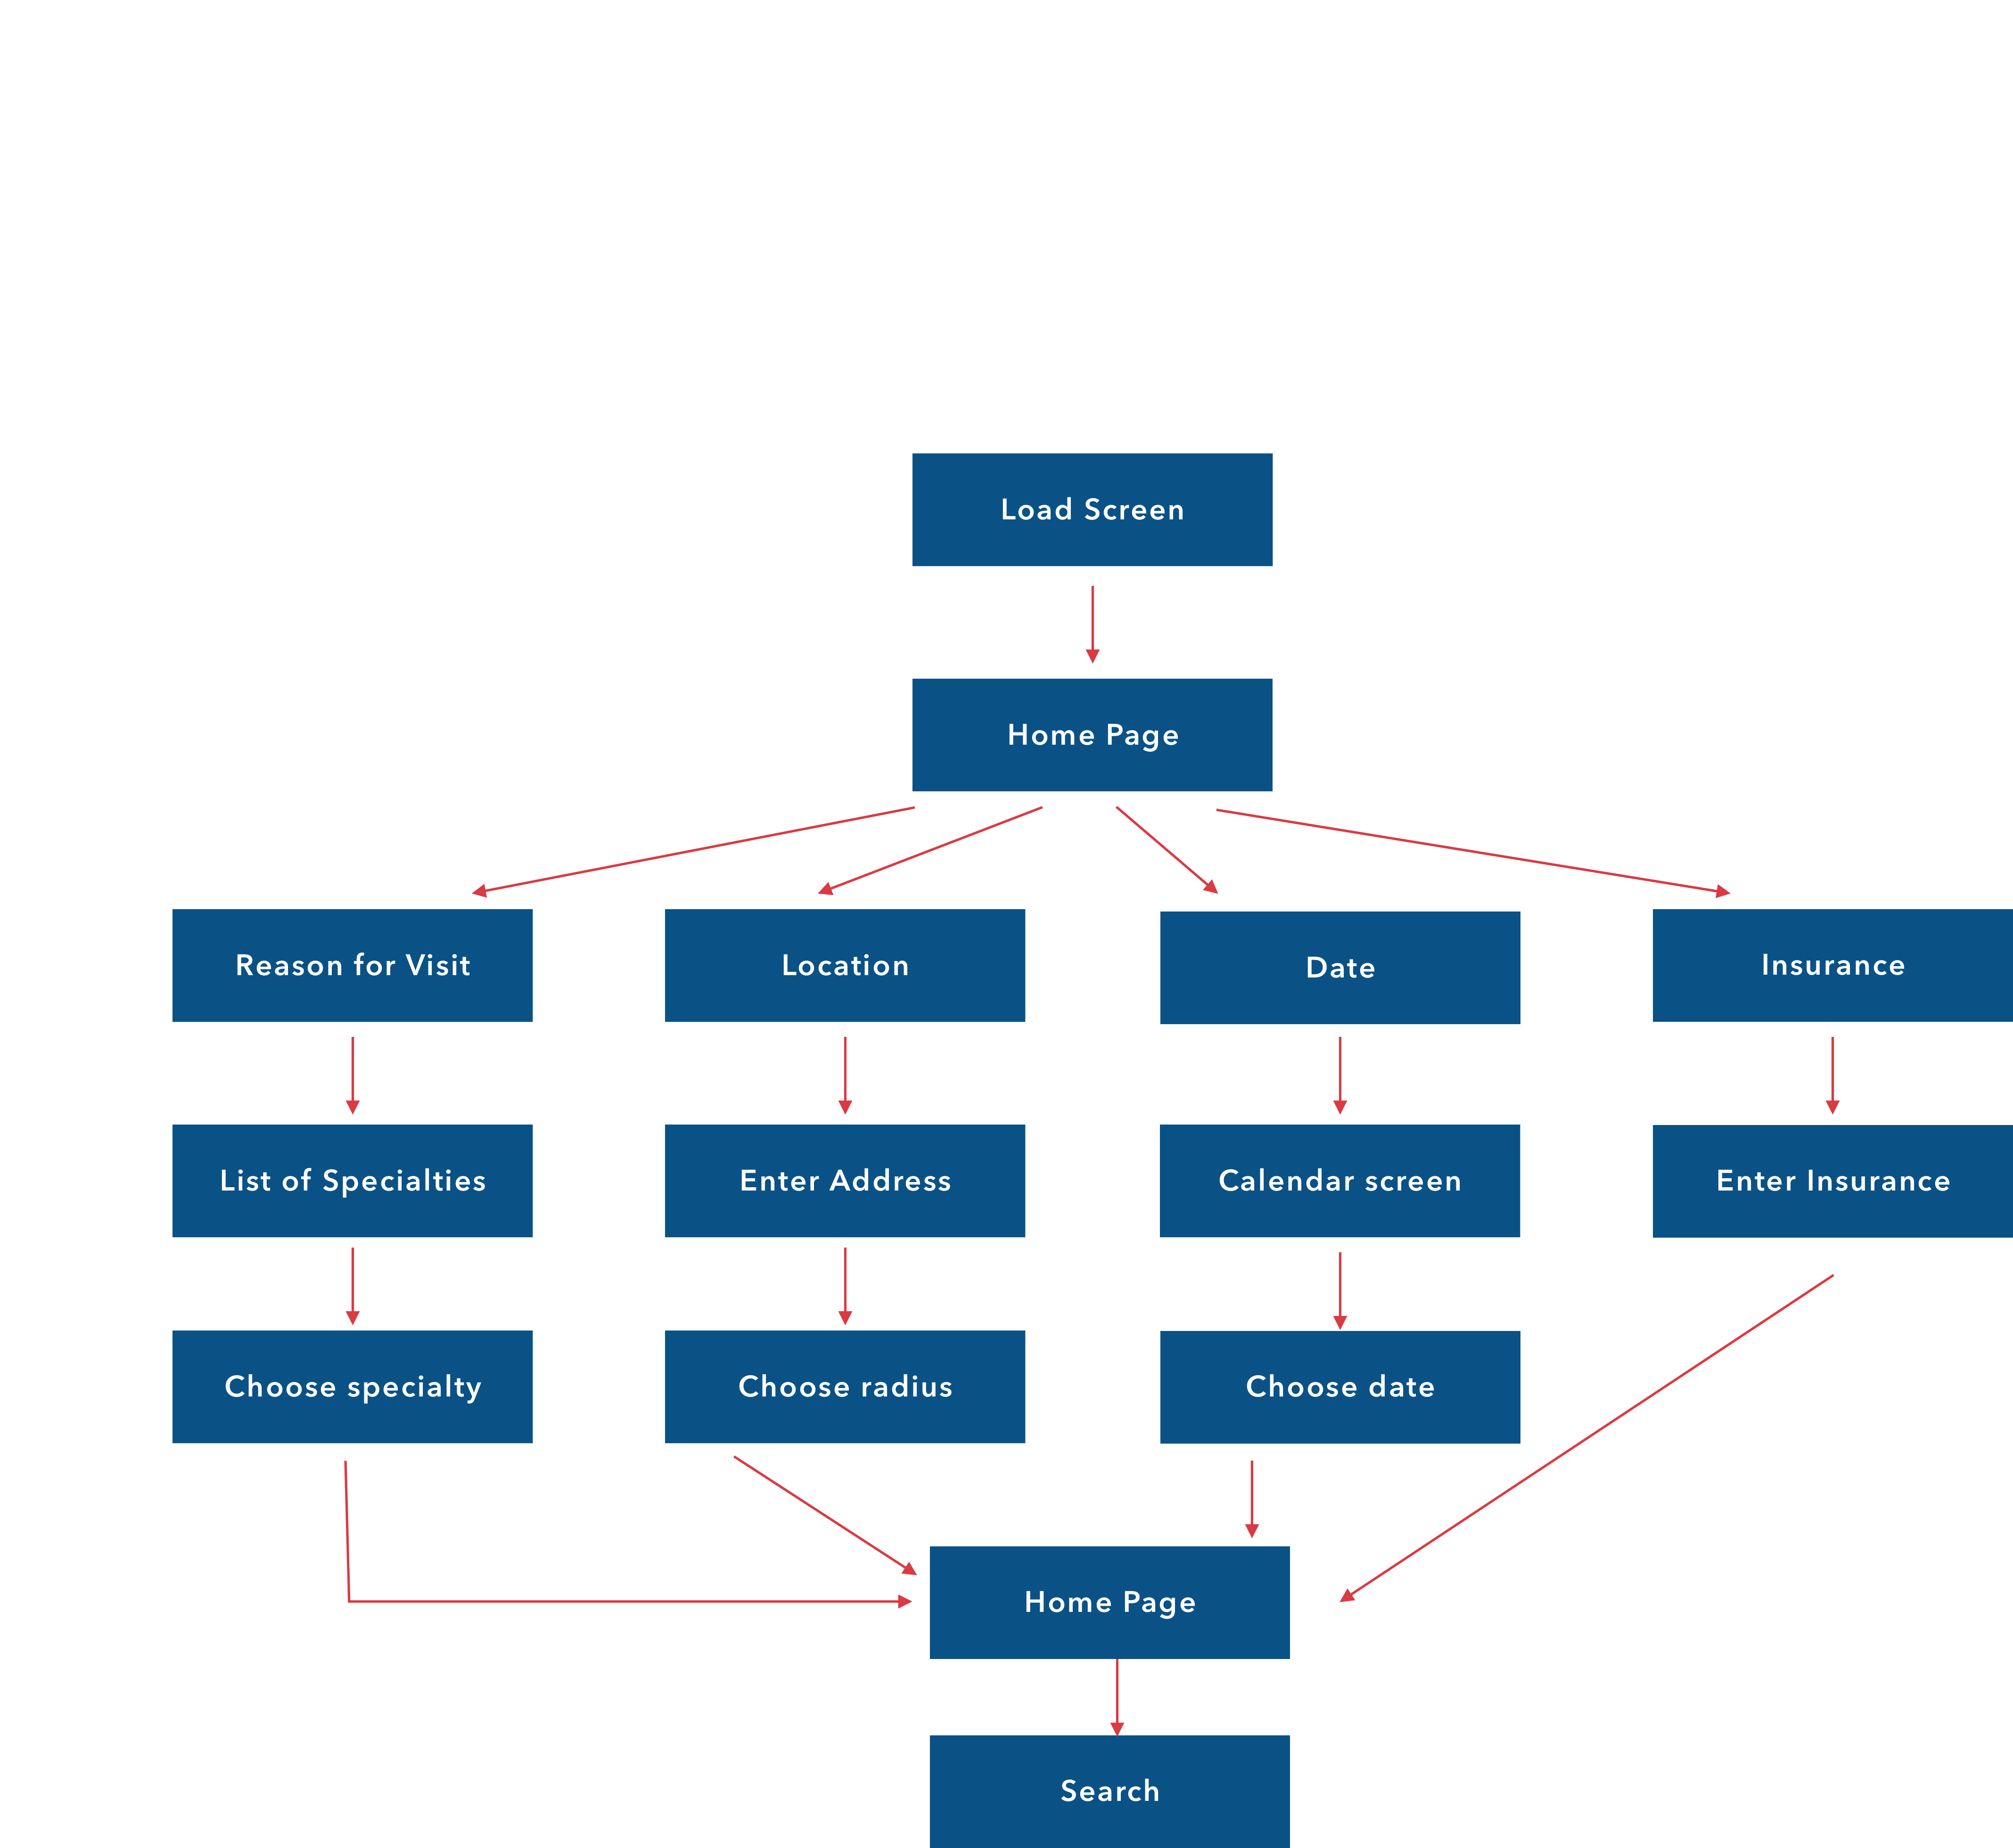 Load Screen
Home Page
Reason for Visit
Location
Date
Insurance
List of Specialties
Enter Address
Calendar screen
Enter Insurance
Choose specialty
Choose radius
Choose date
Home Page
Search